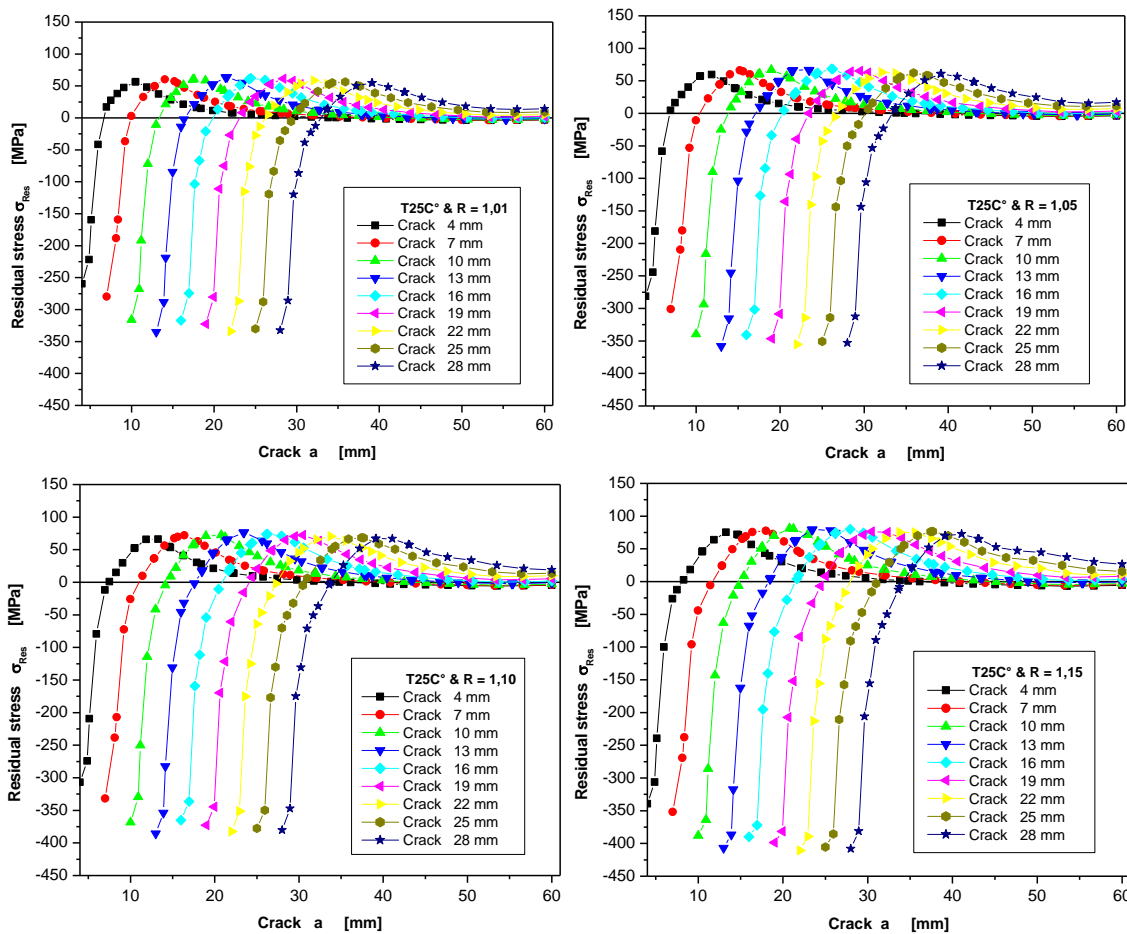 150
100
50
0
-50
-100
-150
-200
-250
-300
-350
-400
-450
Residual stress σRes [MPa]
T25C° & R = 1,01
Crack 4 mm
Crack 7 mm
Crack 10 mm
Crack 13 mm
Crack 16 mm
Crack 19 mm
Crack 22 mm
Crack 25 mm
Crack 28 mm
10 20 30 40 50 60
Crack a [mm]
150
100
50
0
-50
-100
-150
-200
-250
-300
-350
-400
-450
Residual stress σRes [MPa]
T25C° & R = 1,05
Crack 4 mm
Crack 7 mm
Crack 10 mm
Crack 13 mm
Crack 16 mm
Crack 19 mm
Crack 22 mm
Crack 25 mm
Crack 28 mm
10 20 30 40 50 60
Crack a [mm]
150
100
50
0
-50
-100
-150
-200
-250
-300
-350
-400
-450
Residual stress σRes [MPa]
T25C° & R = 1,10
Crack 4 mm
Crack 7 mm
Crack 10 mm
Crack 13 mm
Crack 16 mm
Crack 19 mm
Crack 22 mm
Crack 25 mm
Crack 28 mm
10 20 30 40 50 60
Crack a [mm]
150
100
50
0
-50
-100
-150
-200
-250
-300
-350
-400
-450
Residual stress σRes [MPa]
T25C° & R = 1,15
Crack 4 mm
Crack 7 mm
Crack 10 mm
Crack 13 mm
Crack 16 mm
Crack 19 mm
Crack 22 mm
Crack 25 mm
Crack 28 mm
10 20 30 40 50 60
Crack a [mm]